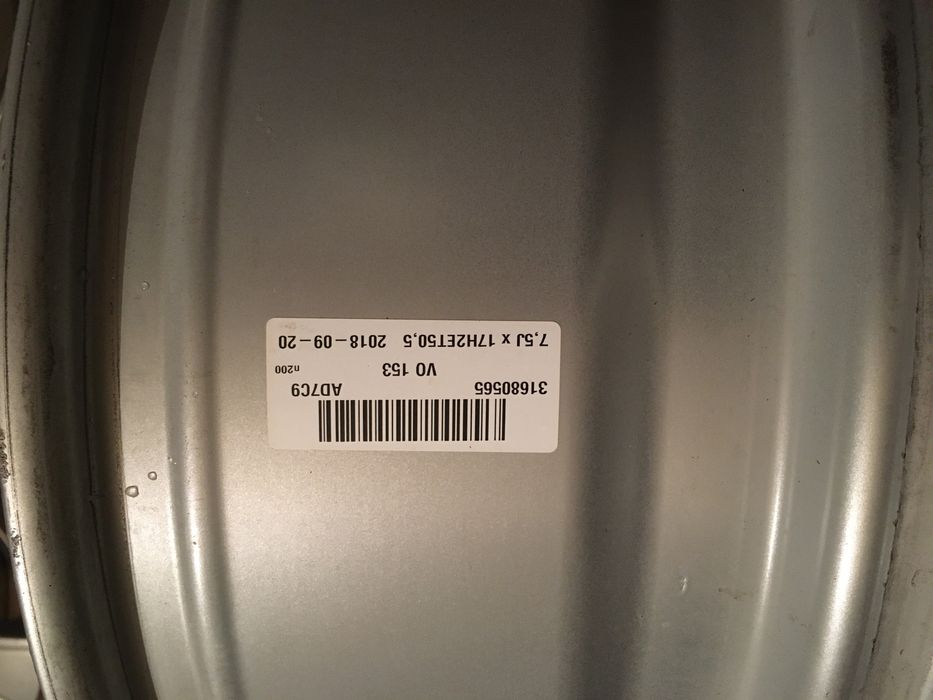 31680565 AD7C9
VO 153 n200
7,5J x 17H2ET50,5 2018-09-20